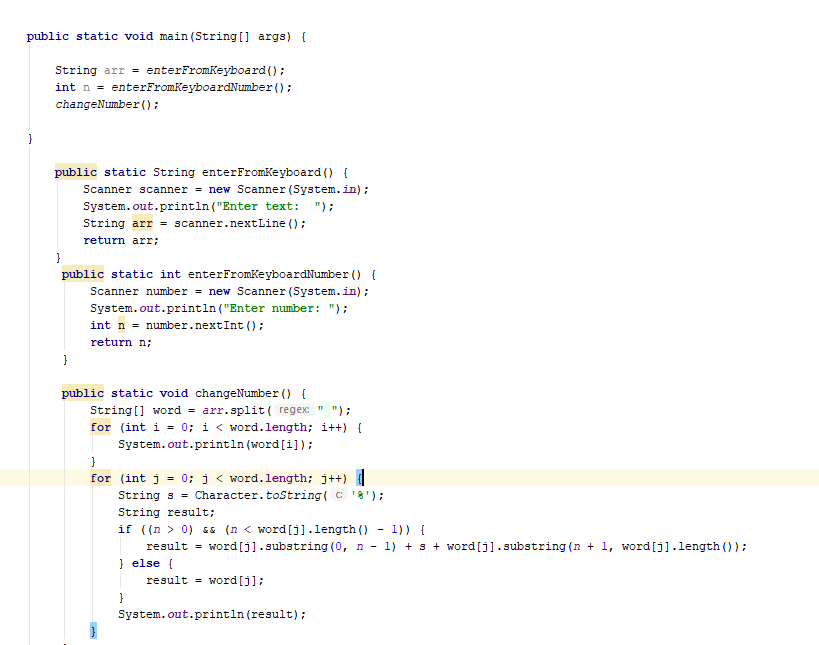 public static void main(String[] args) {
String arr = enterFromKeyboard();
int n = enterFromKeyboardNumber();
changeNumber();
}
public static String enterFromKeyboard() {
Scanner scanner = new Scanner(System.in);
System.out.println("Enter text:  ");
String arr = scanner.nextLine();
return arr;
}
public static int enterFromKeyboardNumber() {
Scanner number = new Scanner(System.in);
System.out.println("Enter number: ");
int n = number.nextInt();
return n;
}
public static void changeNumber() {
String[] word = arr.split( regex: " ");
for (int i = 0; i < word.length; i++) {
System.out.println(word[i]);
}
for (int j = 0; j < word.length; j++) {
String s = Character.toString( c: '%');
String result;
if ((n > 0) && (n < word[j].length() - 1)) {
result = word[j].substring(0, n - 1) + s + word[j].substring(n + 1, word[j].length());
} else {
result = word[j];
}
System.out.println(result);
}